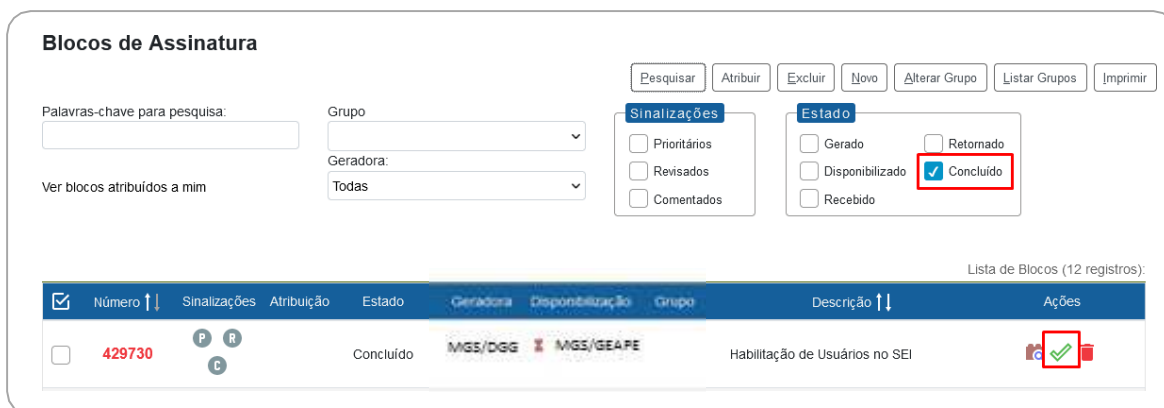 Blocos de Assinatura
Pesquisar Atribuir Excluir Novo Alterar Grupo Listar Grupos Imprimir
Palavras-chave para pesquisa: Grupo Sinalizações Estado
Prioritários Gerado Retornado
Geradora:
Ver blocos atribuídos a mim Todas Revisados Disponibilizado Concluído
Comentados Recebido
Lista de Blocos (12 registros):
Número Sinalizações Atribuição Estado Geradora Disponibilização Grupo Descrição Ações
P R
429730 Concluído MGS/DGG MGS/GEAPE Habilitação de Usuários no SEI
C